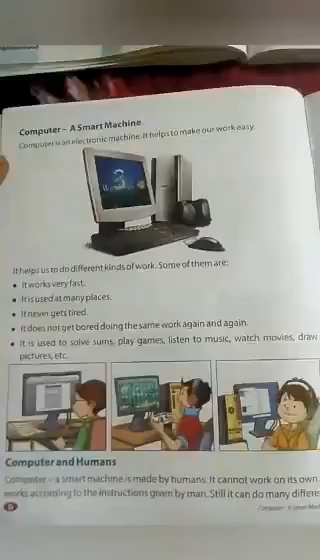 Computer – A Smart Machine
Computer is an electronic machine. It helps to make our work easy.
It helps us to do different kinds of work. Some of them are:
• It works very fast.
• It is used at many places.
• It never gets tired.
• It does not get bored doing the same work again and again.
• It is used to solve sums, play games, listen to music, watch movies, draw
pictures, etc.
Computer and Humans
Computer – a smart machine is made by humans. It cannot work on its own.
works according to the instructions given by man. Still it can do many differe
Computer - A Smart Mach